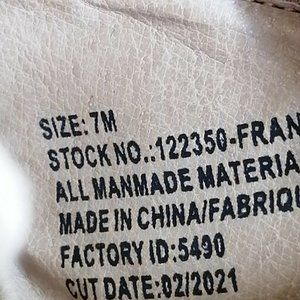 SIZE:7M
STOCK NO.:122350-FRAN
ALL MANMADE MATERIA
MADE IN CHINA/FABRIQU
FACTORY ID:5490
CUT DATE:02/2021